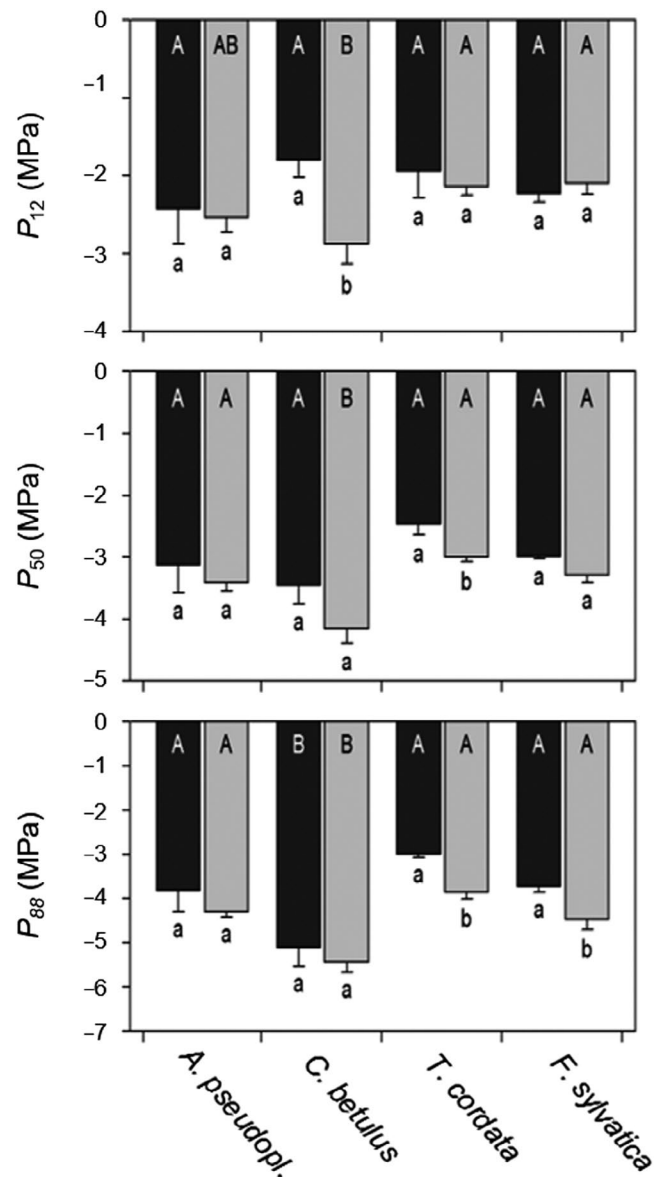 0
−1
−2
−3
−4
P12 (MPa)
A AB A B A A A A
a a a b a a a a
0
−1
−2
−3
−4
−5
P50 (MPa)
A A A B A A A A
a a a a a b a a
0
−1
−2
−3
−4
−5
−6
−7
P88 (MPa)
A A B B A A A A
a a a a a b a b
A. pseudopl.
C. betulus
T. cordata
F. sylvatica